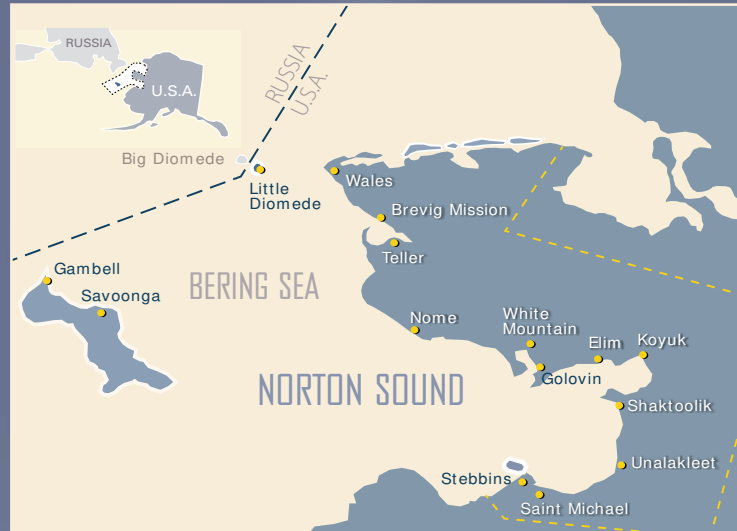 RUSSIA
U.S.A.
RUSSIA
U.S.A.
Big Diomede
Little
Diomede
Wales
Brevig Mission
Teller
Gambell
Savoonga
BERING SEA
Nome
White
Mountain
Elim
Koyuk
Golovin
NORTON SOUND
Shaktoolik
Unalakleet
Stebbins
Saint Michael